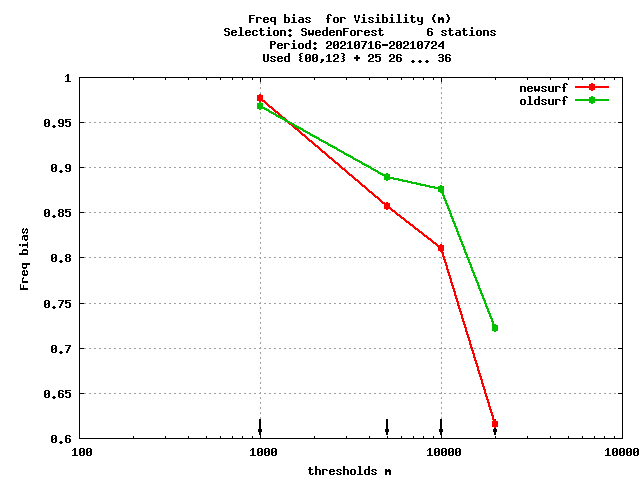 Freq bias  for Visibility (m)
Selection: SwedenForest      6 stations
Period: 20210716-20210724
Used {00,12} + 25 26 ... 36
newsurf
oldsurf
1
0.95
0.9
0.85
0.8
0.75
0.7
0.65
0.6
Freq bias
100 1000 10000 10000
thresholds m